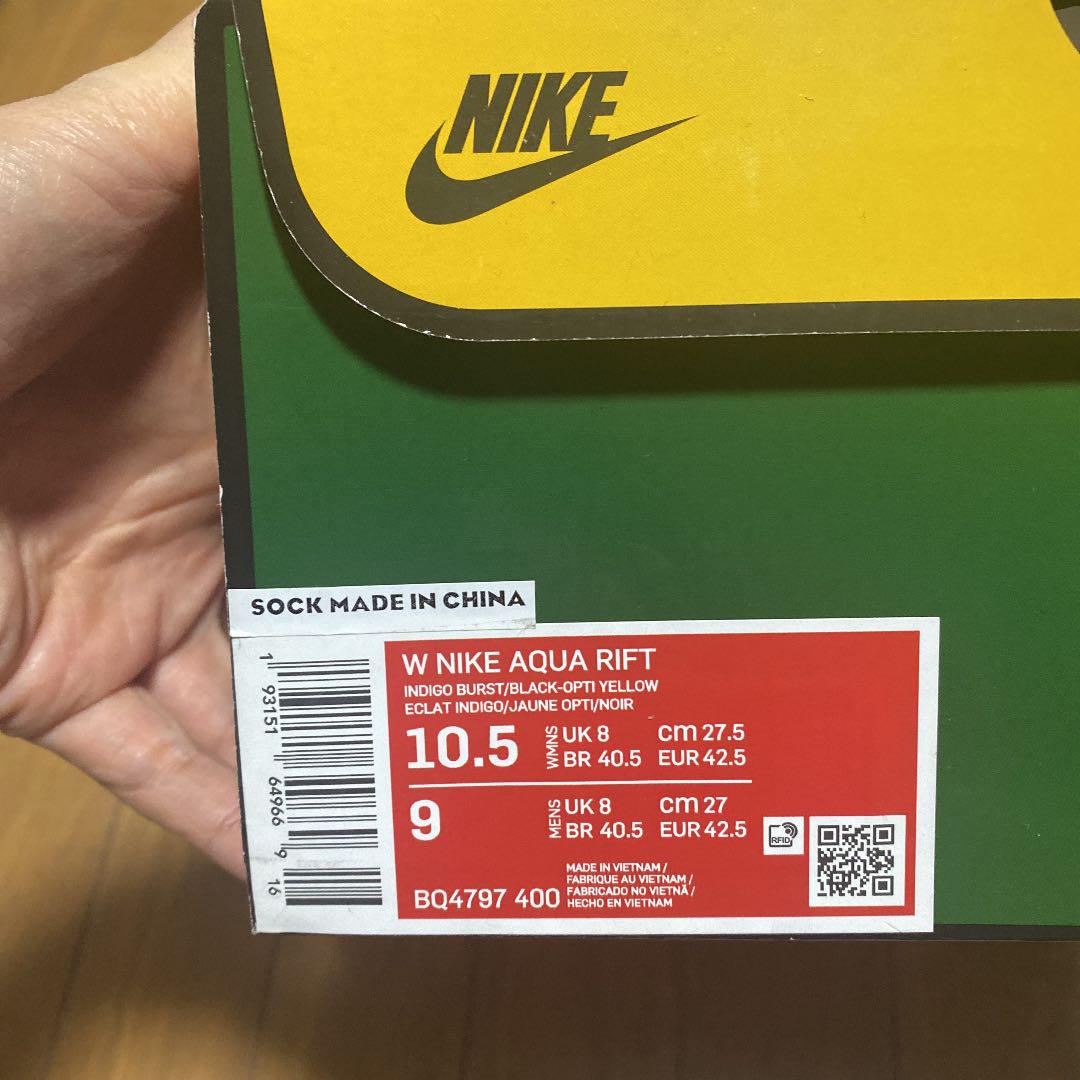 NIKE
SOCK MADE IN CHINA
W NIKE AQUA RIFT
INDIGO BURST/BLACK-OPTI YELLOW
ECLAT INDIGO/JAUNE OPTI/NOIR
10.5 WMNS UK 8 CM 27.5
BR 40.5 EUR 42.5
9 MENS UK 8 CM 27
BR 40.5 EUR 42.5
RFID
BQ4797 400
MADE IN VIETNAM /
FABRIQUE AU VIETNAM /
FABRICADO NO VIETNÃ /
HECHO EN VIETNAM
1 93151 64966 9 16